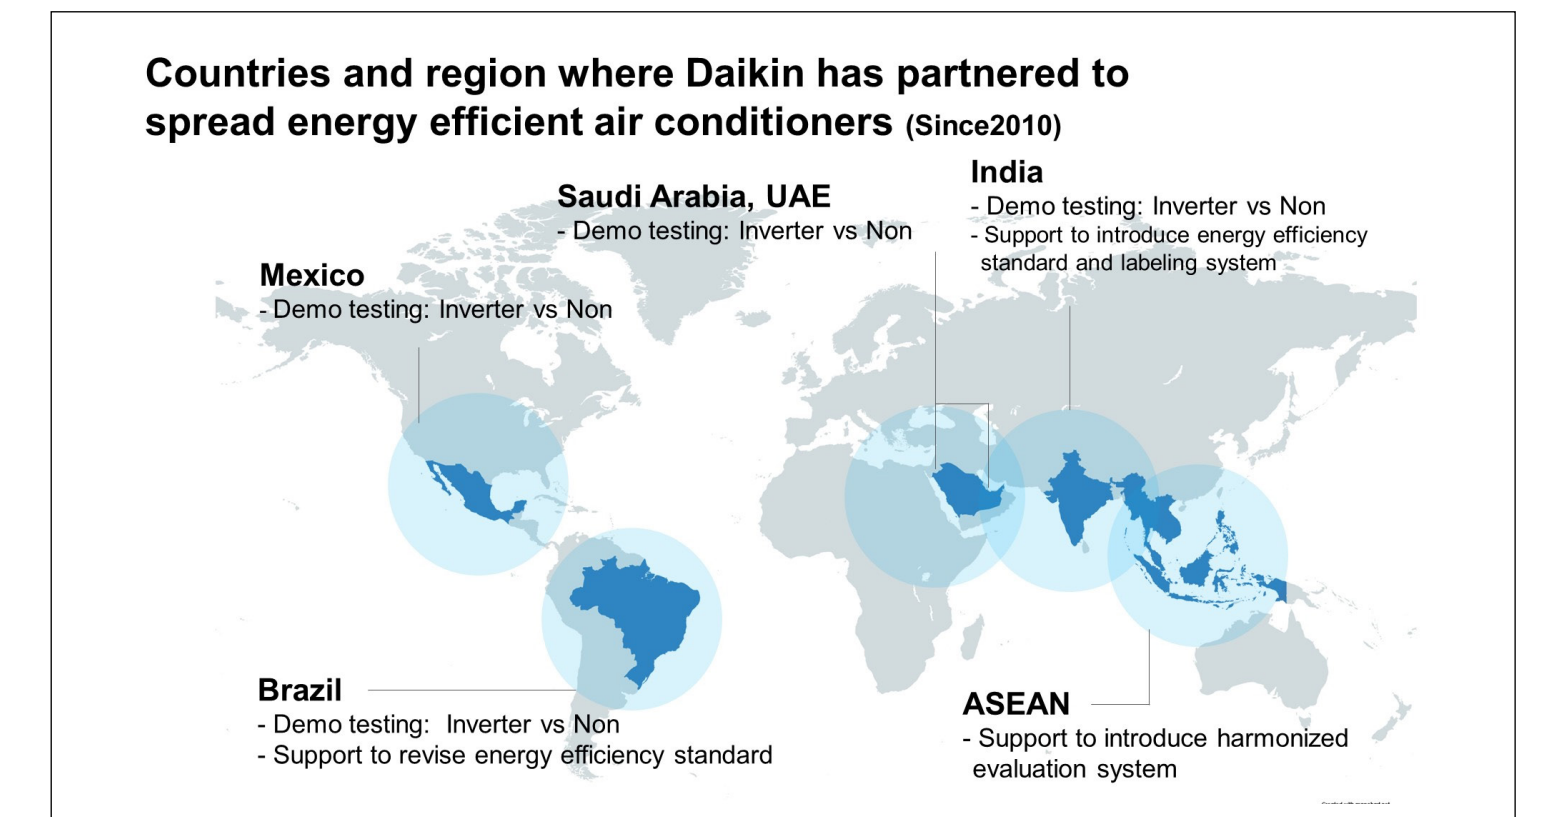 Countries and region where Daikin has partnered to
spread energy efficient air conditioners (Since2010)
India
- Demo testing: Inverter vs Non
- Support to introduce energy efficiency
standard and labeling system
Saudi Arabia, UAE
- Demo testing: Inverter vs Non
Mexico
- Demo testing: Inverter vs Non
Brazil
- Demo testing: Inverter vs Non
- Support to revise energy efficiency standard
ASEAN
- Support to introduce harmonized
evaluation system